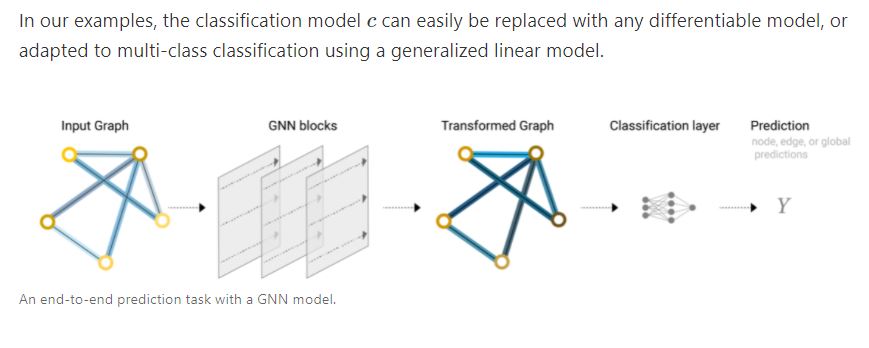 In our examples, the classification model c can easily be replaced with any differentiable model, or
adapted to multi-class classification using a generalized linear model.
Input Graph
GNN blocks
Transformed Graph
Classification layer
Prediction
node, edge, or global
predictions
Y
An end-to-end prediction task with a GNN model.